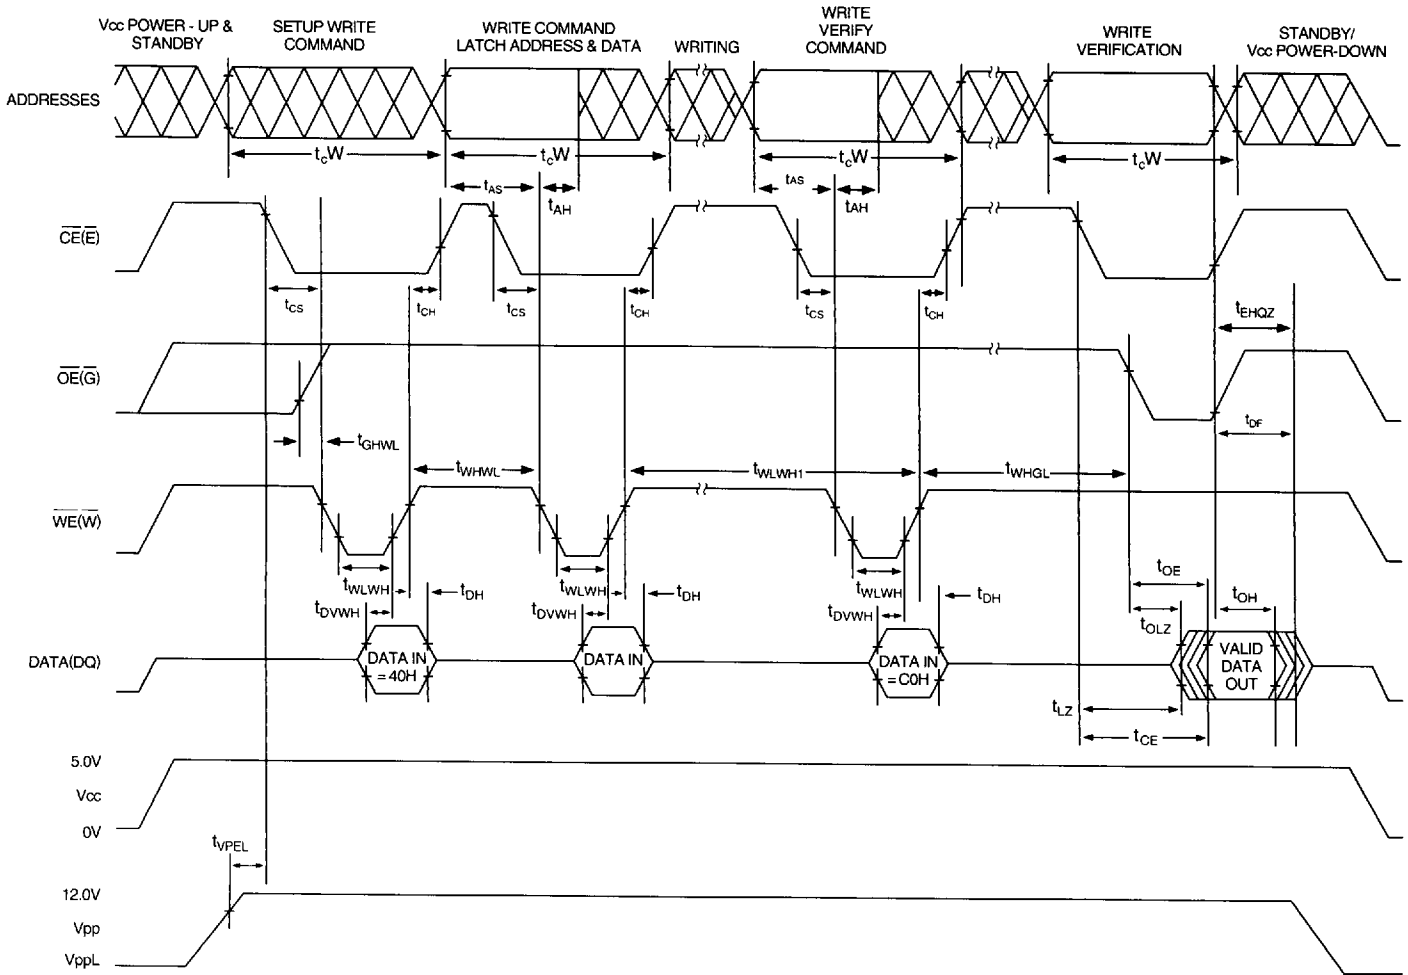 Vcc POWER - UP &
STANDBY
SETUP WRITE
COMMAND
WRITE COMMAND
LATCH ADDRESS & DATA
WRITING
WRITE
VERIFY
COMMAND
WRITE
VERIFICATION
STANDBY/
Vcc POWER-DOWN
ADDRESSES
tcW
tcW
tcW
tcW
tAS
tAH
tAS
tAH
CE(E)
tCS
tCH
tCS
tCH
tCS
tCH
tEHQZ
OE(G)
tGHWL
tDF
tWHWL
tWLWH1
tWHGL
WE(W)
tWLWH
tDH
tWLWH
tDH
tWLWH
tDH
tOE
tOH
tDVWH
tDVWH
tDVWH
tOLZ
DATA(DQ)
DATA IN
= 40H
DATA IN
DATA IN
= C0H
VALID
DATA
OUT
tLZ
tCE
5.0V
Vcc
0V
tVPEL
12.0V
Vpp
VppL